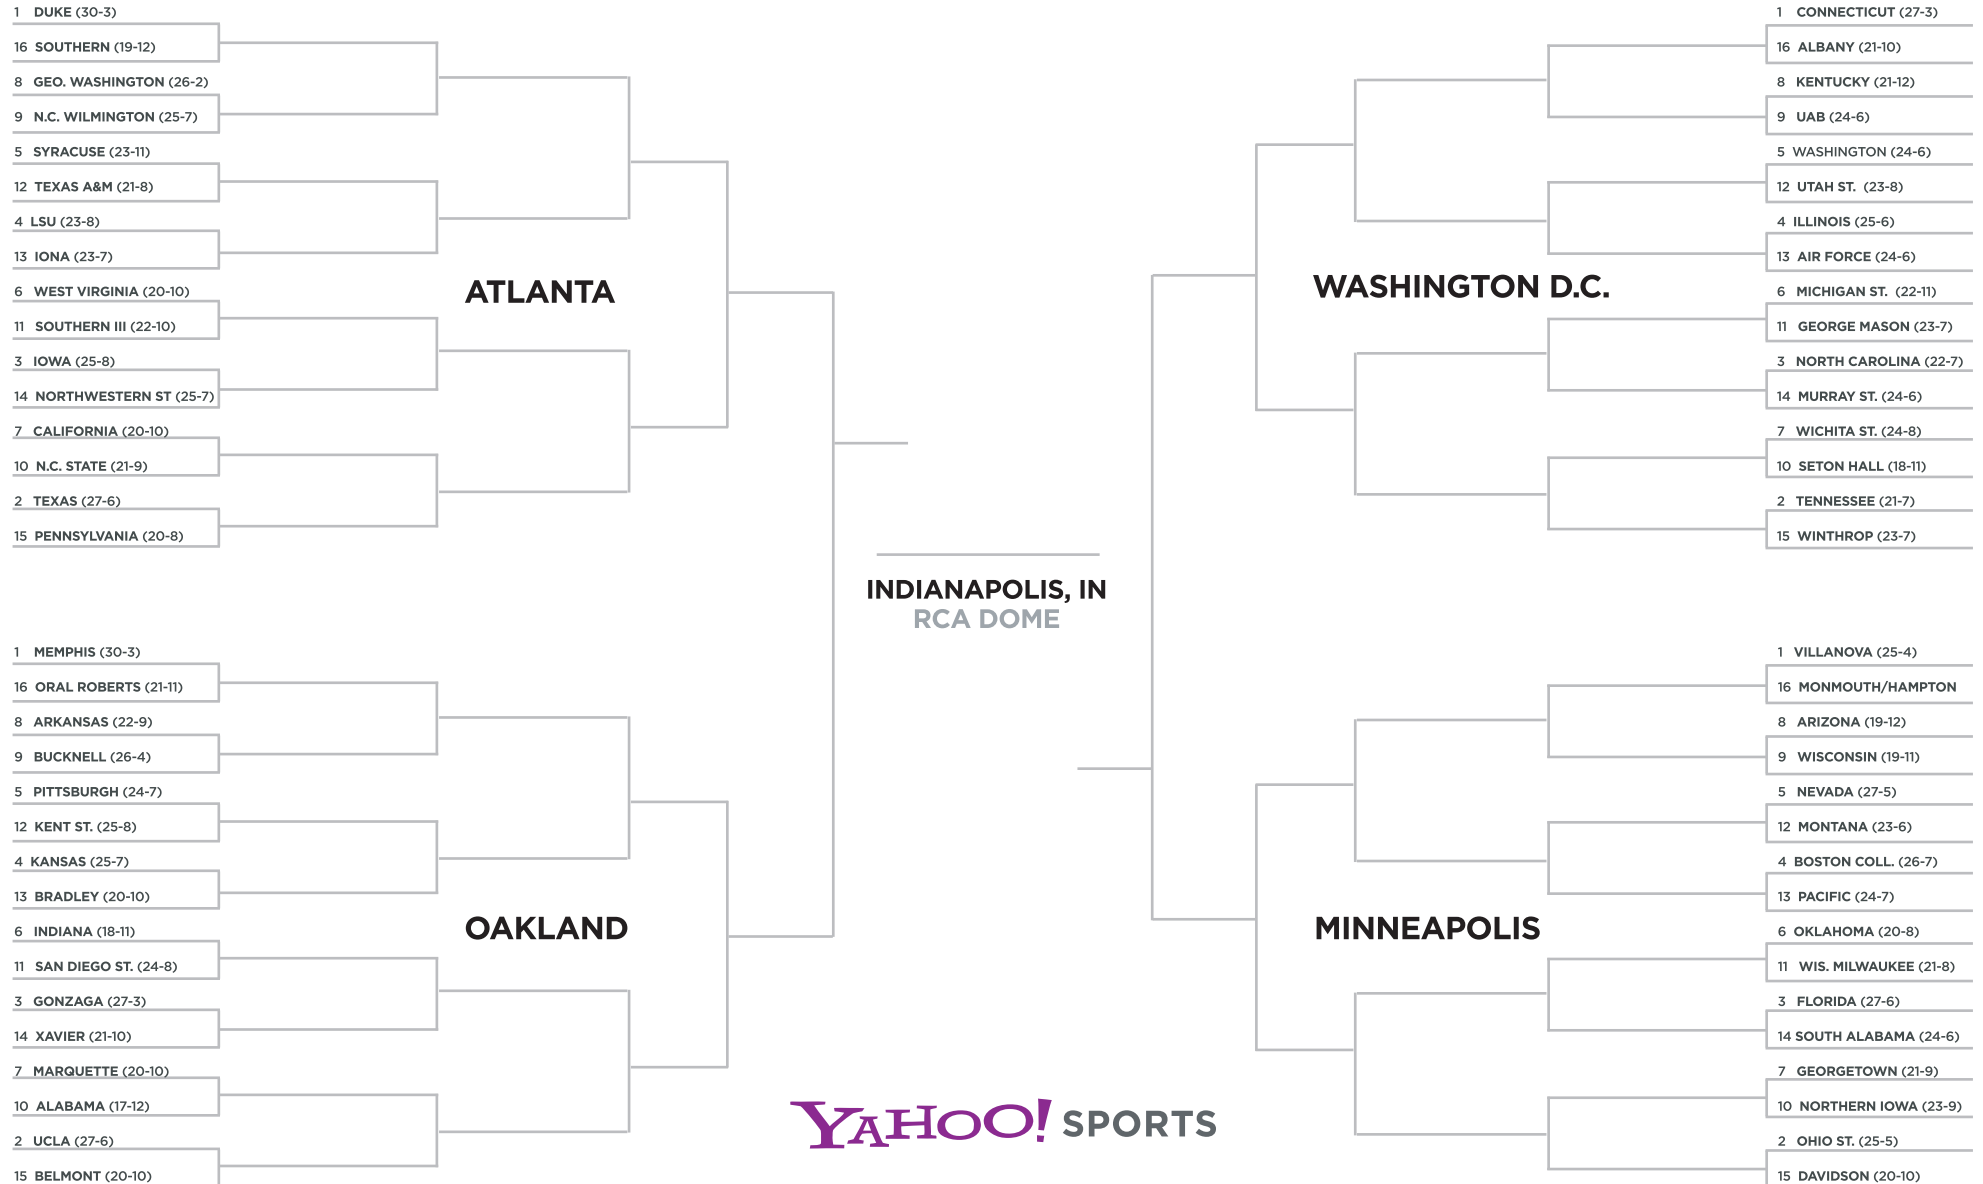 1 DUKE (30-3)
16 SOUTHERN (19-12)
8 GEO. WASHINGTON (26-2)
9 N.C. WILMINGTON (25-7)
5 SYRACUSE (23-11)
12 TEXAS A&M (21-8)
4 LSU (23-8)
13 IONA (23-7)
6 WEST VIRGINIA (20-10)
11 SOUTHERN III (22-10)
3 IOWA (25-8)
14 NORTHWESTERN ST (25-7)
7 CALIFORNIA (20-10)
10 N.C. STATE (21-9)
2 TEXAS (27-6)
15 PENNSYLVANIA (20-8)
ATLANTA
1 MEMPHIS (30-3)
16 ORAL ROBERTS (21-11)
8 ARKANSAS (22-9)
9 BUCKNELL (26-4)
5 PITTSBURGH (24-7)
12 KENT ST. (25-8)
4 KANSAS (25-7)
13 BRADLEY (20-10)
6 INDIANA (18-11)
11 SAN DIEGO ST. (24-8)
3 GONZAGA (27-3)
14 XAVIER (21-10)
7 MARQUETTE (20-10)
10 ALABAMA (17-12)
2 UCLA (27-6)
15 BELMONT (20-10)
OAKLAND
INDIANAPOLIS, IN
RCA DOME
YAHOO! SPORTS
1 CONNECTICUT (27-3)
16 ALBANY (21-10)
8 KENTUCKY (21-12)
9 UAB (24-6)
5 WASHINGTON (24-6)
12 UTAH ST. (23-8)
4 ILLINOIS (25-6)
13 AIR FORCE (24-6)
6 MICHIGAN ST. (22-11)
11 GEORGE MASON (23-7)
3 NORTH CAROLINA (22-7)
14 MURRAY ST. (24-6)
7 WICHITA ST. (24-8)
10 SETON HALL (18-11)
2 TENNESSEE (21-7)
15 WINTHROP (23-7)
WASHINGTON D.C.
1 VILLANOVA (25-4)
16 MONMOUTH/HAMPTON
8 ARIZONA (19-12)
9 WISCONSIN (19-11)
5 NEVADA (27-5)
12 MONTANA (23-6)
4 BOSTON COLL. (26-7)
13 PACIFIC (24-7)
6 OKLAHOMA (20-8)
11 WIS. MILWAUKEE (21-8)
3 FLORIDA (27-6)
14 SOUTH ALABAMA (24-6)
7 GEORGETOWN (21-9)
10 NORTHERN IOWA (23-9)
2 OHIO ST. (25-5)
15 DAVIDSON (20-10)
MINNEAPOLIS